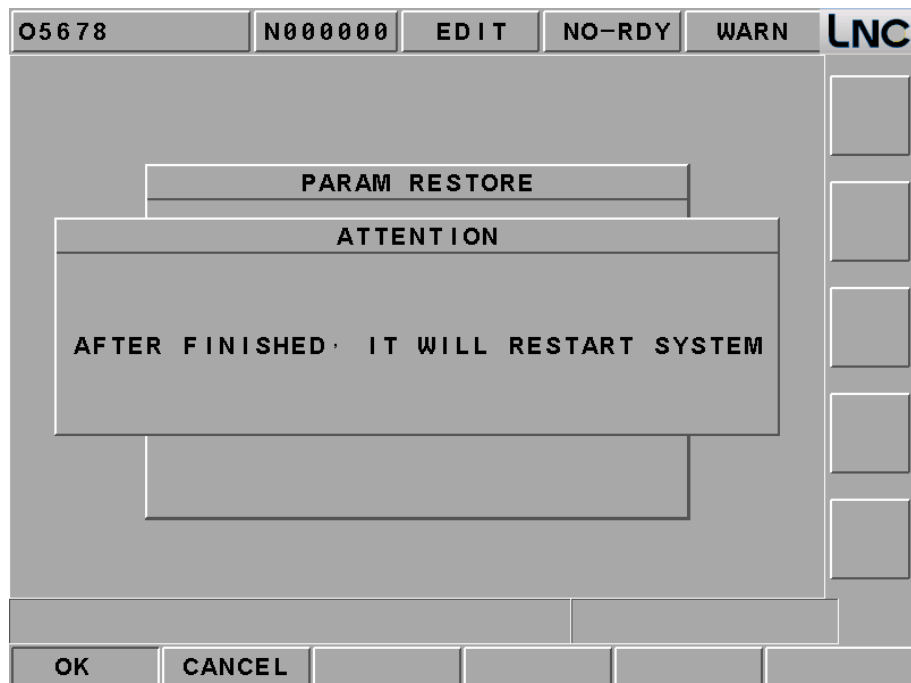 O5678 N000000 EDIT NO-RDY WARN LNC
PARAM RESTORE
ATTENTION
AFTER FINISHED, IT WILL RESTART SYSTEM
OK CANCEL